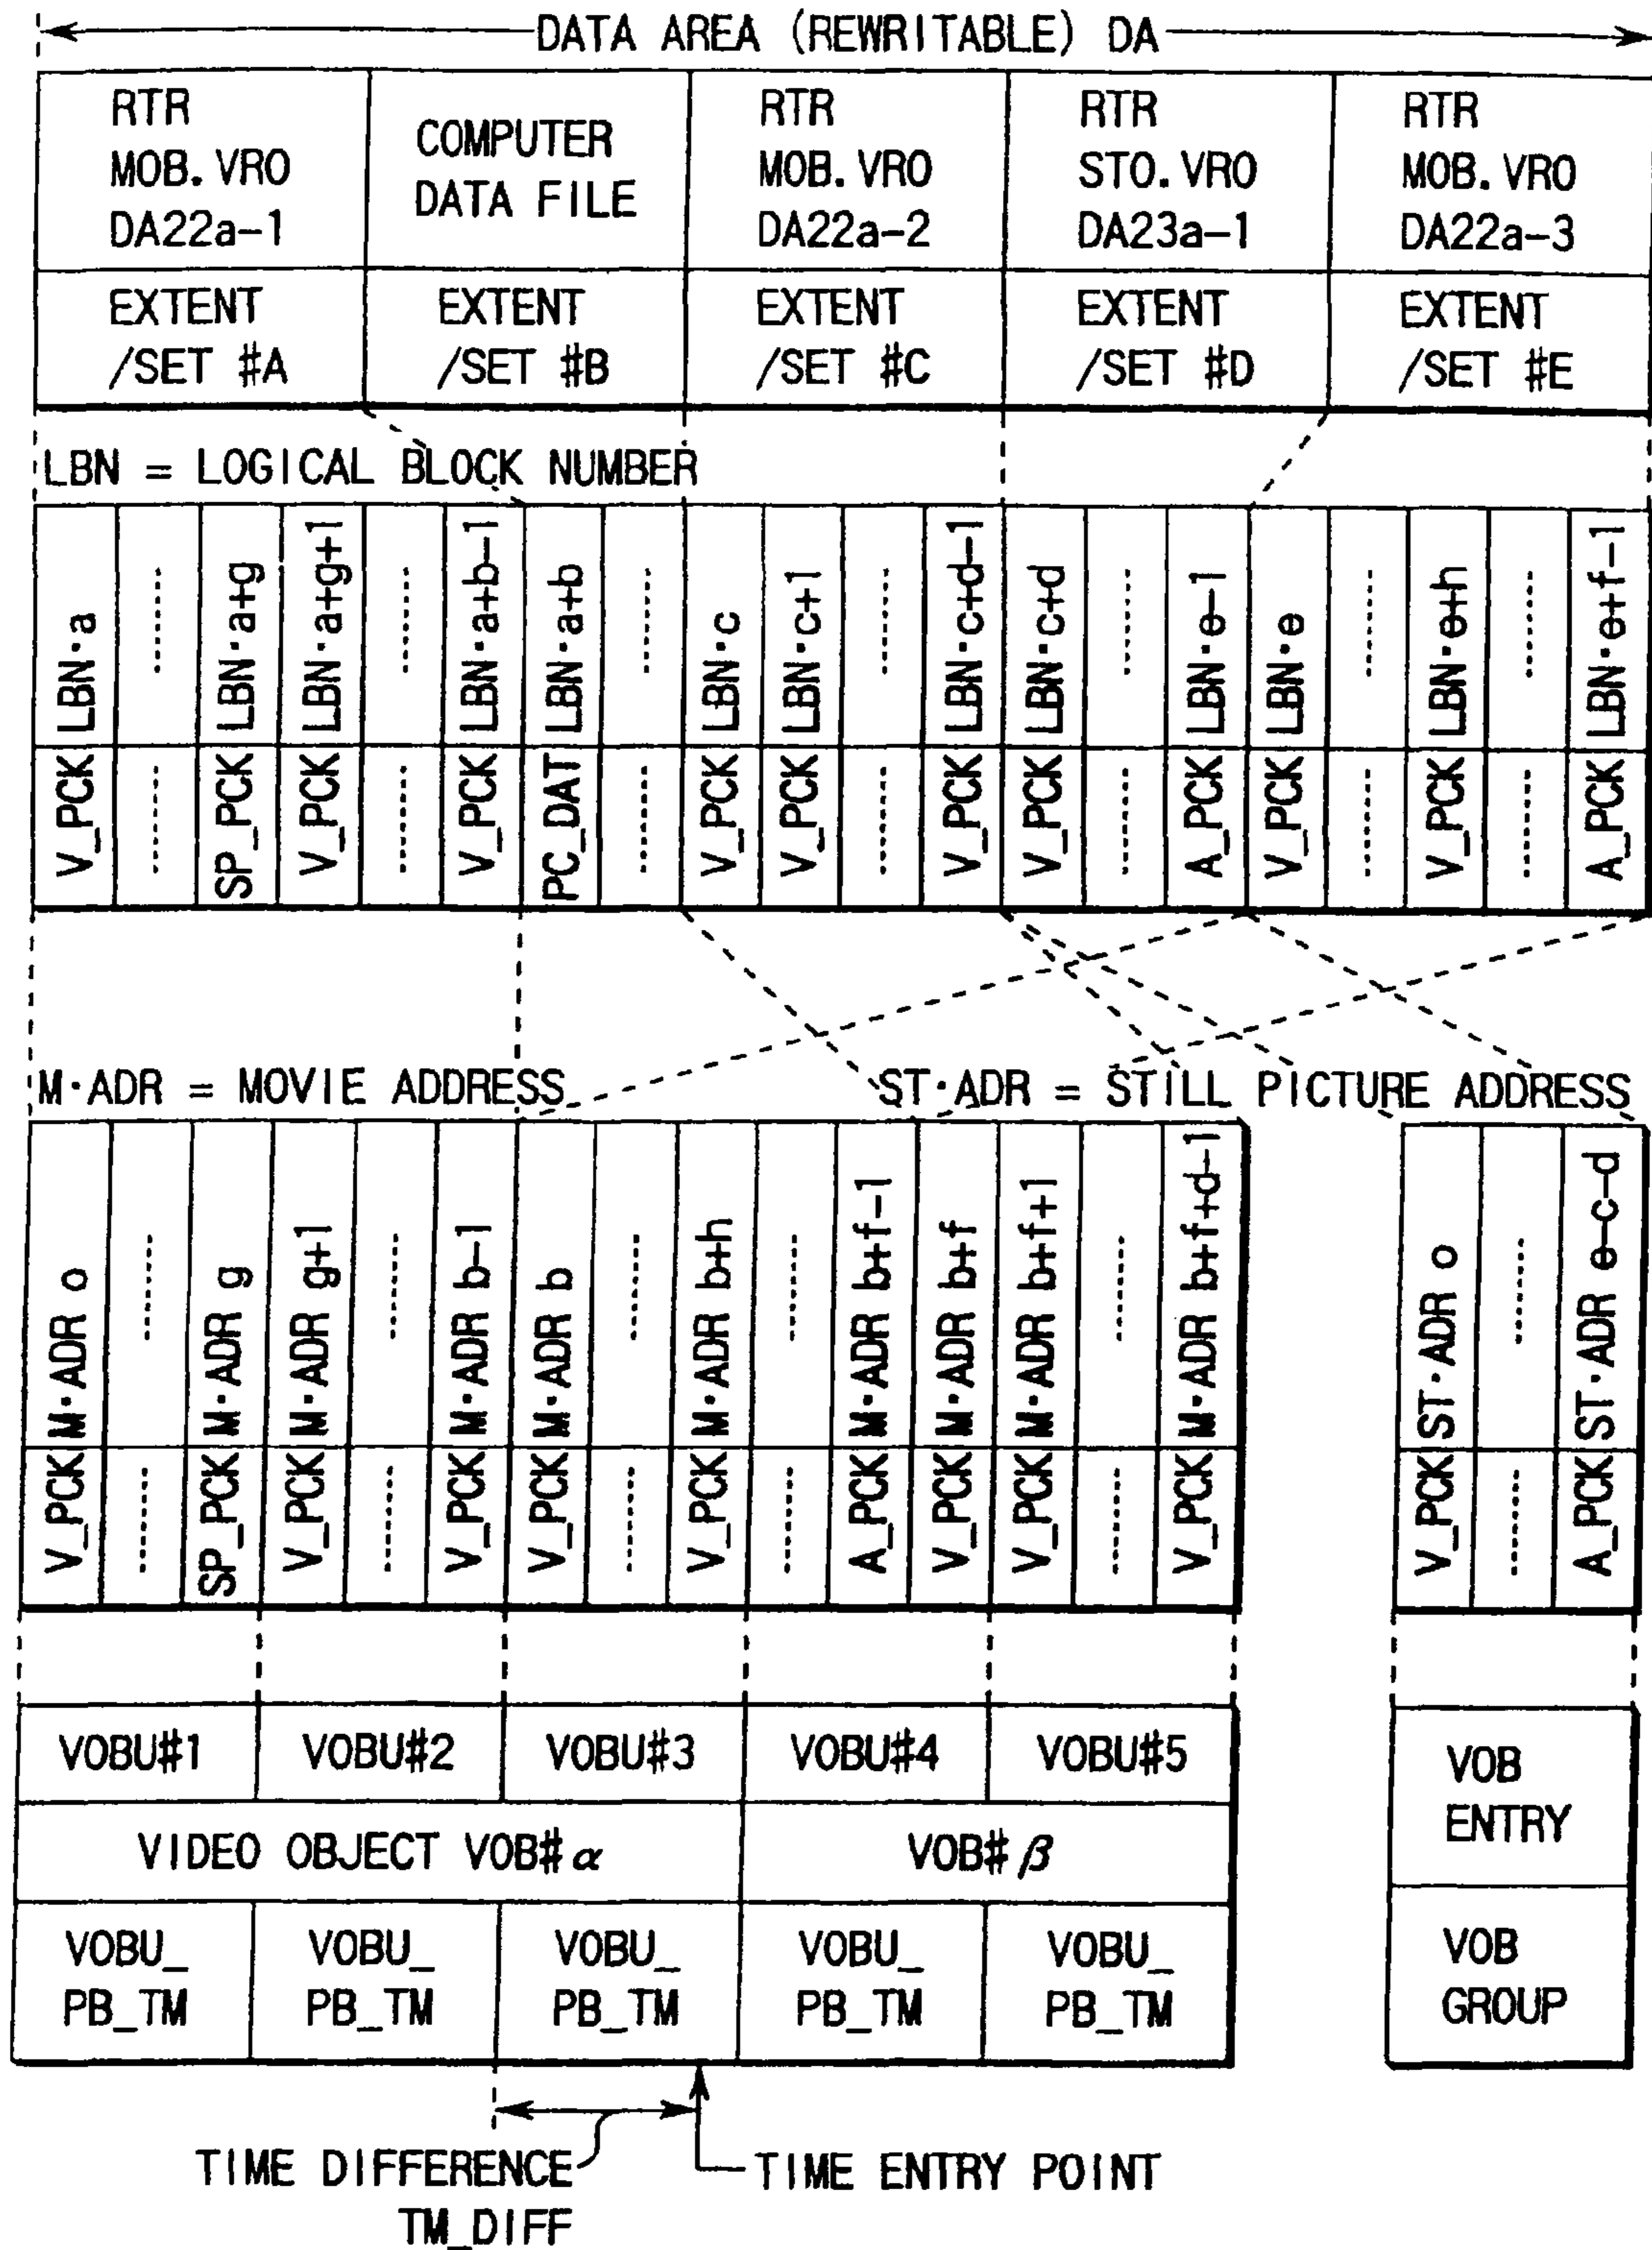 DATA AREA (REWRITABLE) DA
RTR
MOB.VRO
DA22a-1
COMPUTER
DATA FILE
RTR
MOB.VRO
DA22a-2
RTR
STO.VRO
DA23a-1
RTR
MOB.VRO
DA22a-3
EXTENT
/SET #A
EXTENT
/SET #B
EXTENT
/SET #C
EXTENT
/SET #D
EXTENT
/SET #E
LBN = LOGICAL BLOCK NUMBER
V_PCK LBN·a
SP_PCK LBN·a+g
V_PCK LBN·a+g+1
V_PCK LBN·a+b-1
PC_DAT LBN·a+b
V_PCK LBN·c
V_PCK LBN·c+1
V_PCK LBN·c+d-1
V_PCK LBN·c+d
A_PCK LBN·e-1
V_PCK LBN·e
V_PCK LBN·e+h
A_PCK LBN·e+f-1
M·ADR = MOVIE ADDRESS
ST·ADR = STILL PICTURE ADDRESS
V_PCK M·ADR o
SP_PCK M·ADR g
V_PCK M·ADR g+1
V_PCK M·ADR b-1
V_PCK M·ADR b
V_PCK M·ADR b+h
A_PCK M·ADR b+f-1
V_PCK M·ADR b+f
V_PCK M·ADR b+f+1
V_PCK M·ADR b+f+d-1
V_PCK ST·ADR o
A_PCK ST·ADR e-c-d
VOBU#1
VOBU#2
VOBU#3
VOBU#4
VOBU#5
VOB
ENTRY
VIDEO OBJECT VOB#α
VOB#β
VOBU_
PB_TM
VOBU_
PB_TM
VOBU_
PB_TM
VOBU_
PB_TM
VOBU_
PB_TM
VOB
GROUP
TIME DIFFERENCE
TM_DIFF
TIME ENTRY POINT